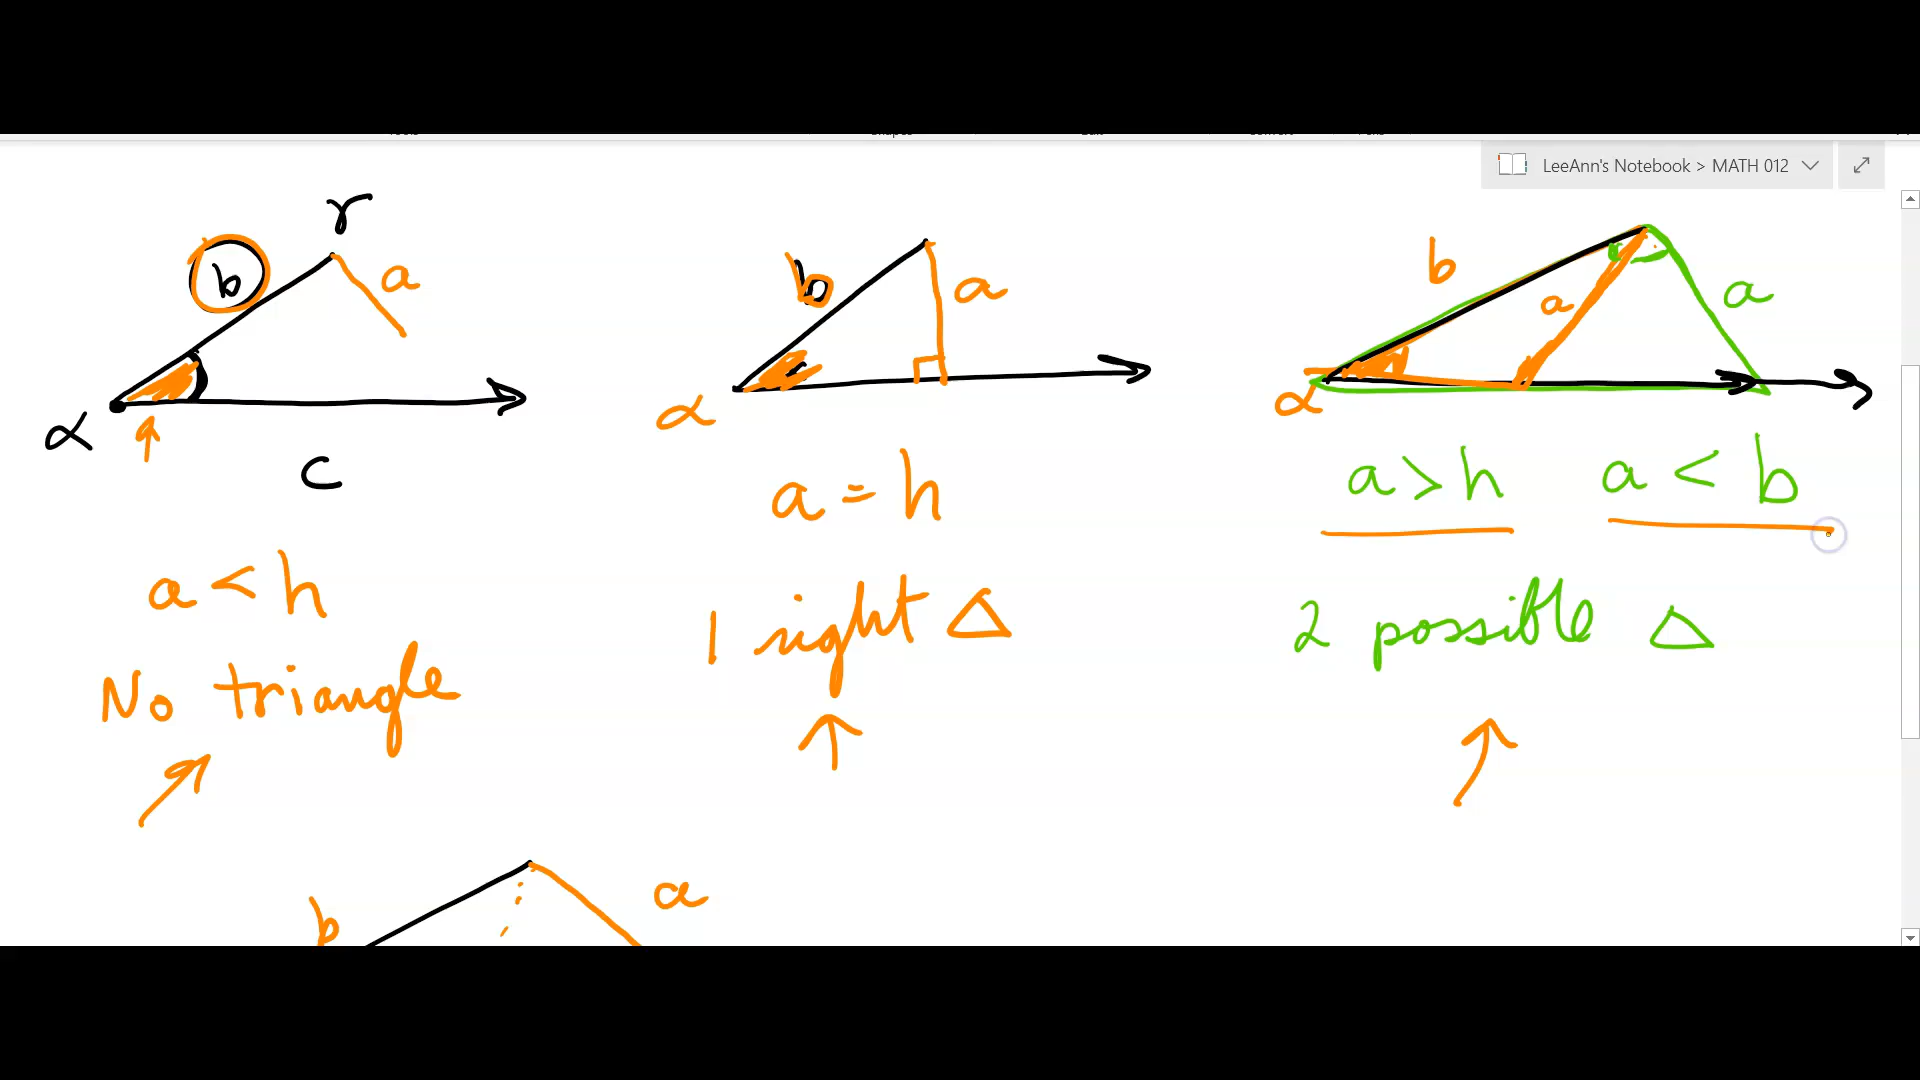 LeeAnn's Notebook > MATH 012
γ
b
a
α
c
a < h
No triangle
b
a
α
a = h
1 right △
b
a
a
α
a > h a < b
2 possible △
b
a